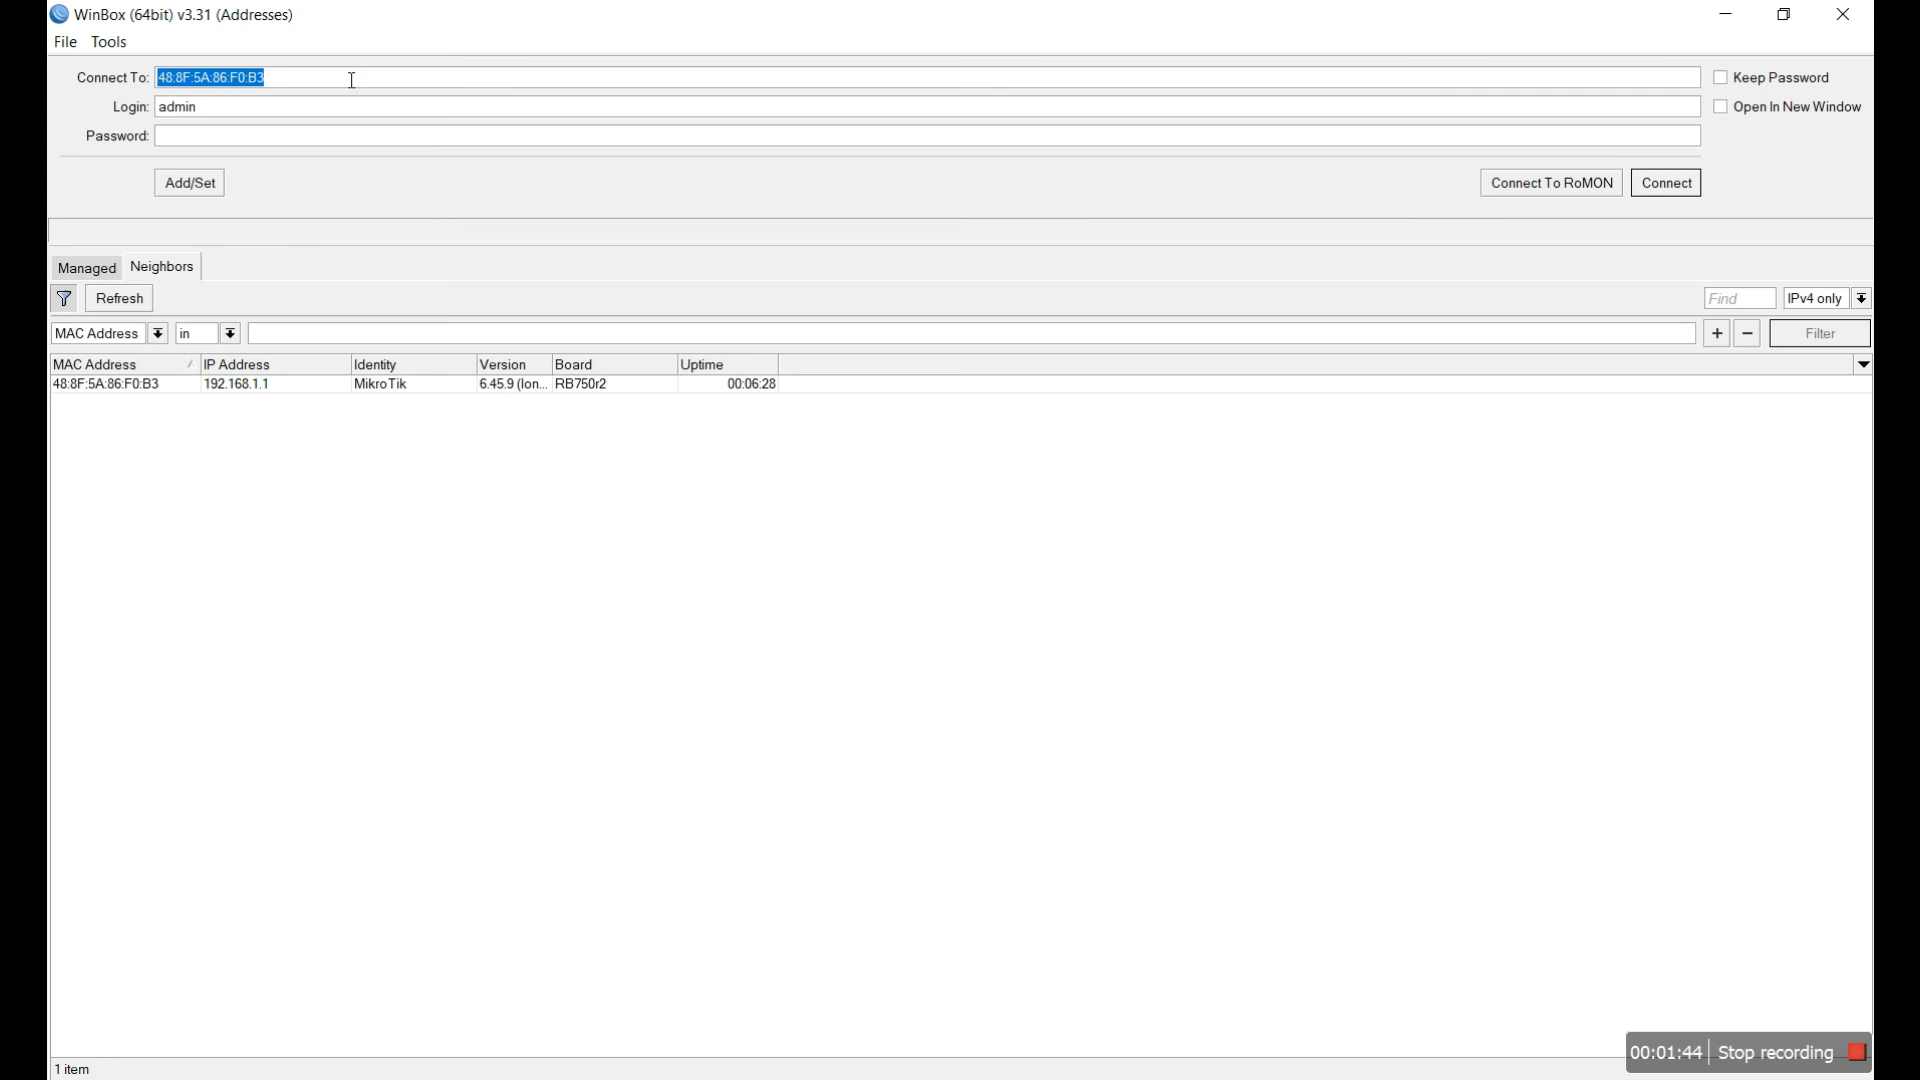 WinBox (64bit) v3.31 (Addresses)
File Tools
Connect To: 48:8F:5A:86:F0:B3 Keep Password
Login: admin Open In New Window
Password:
Add/Set Connect To RoMON Connect
Managed Neighbors
Refresh Find IPv4 only
MAC Address in + - Filter
MAC Address IP Address Identity Version Board Uptime
48:8F:5A:86:F0:B3 192.168.1.1 MikroTik 6.45.9 (lon... RB750r2 00:06:28
00:01:44 Stop recording
1 item